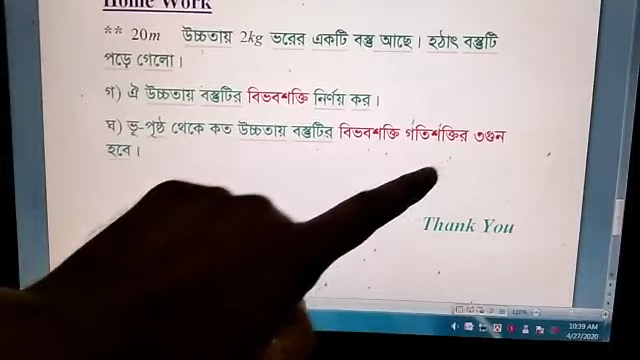 Home Work
** 20m উচ্চতায় 2kg ভরের একটি বস্তু আছে। হঠাৎ বস্তুটি
পড়ে গেলো।
গ) ঐ উচ্চতায় বস্তুটির বিভবশক্তি নির্ণয় কর।
ঘ) ভূ-পৃষ্ঠ থেকে কত উচ্চতায় বস্তুটির বিভবশক্তি গতিশক্তির ৩গুন
হবে।
Thank You
110%
10:39 AM
4/27/2020